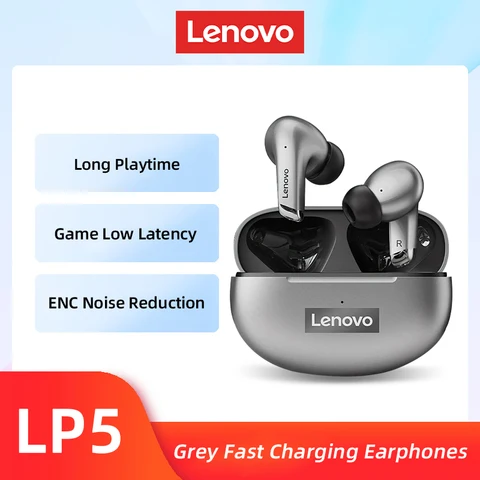 Lenovo
Long Playtime
Game Low Latency
ENC Noise Reduction
Lenovo
R
Lenovo
LP5
Grey Fast Charging Earphones